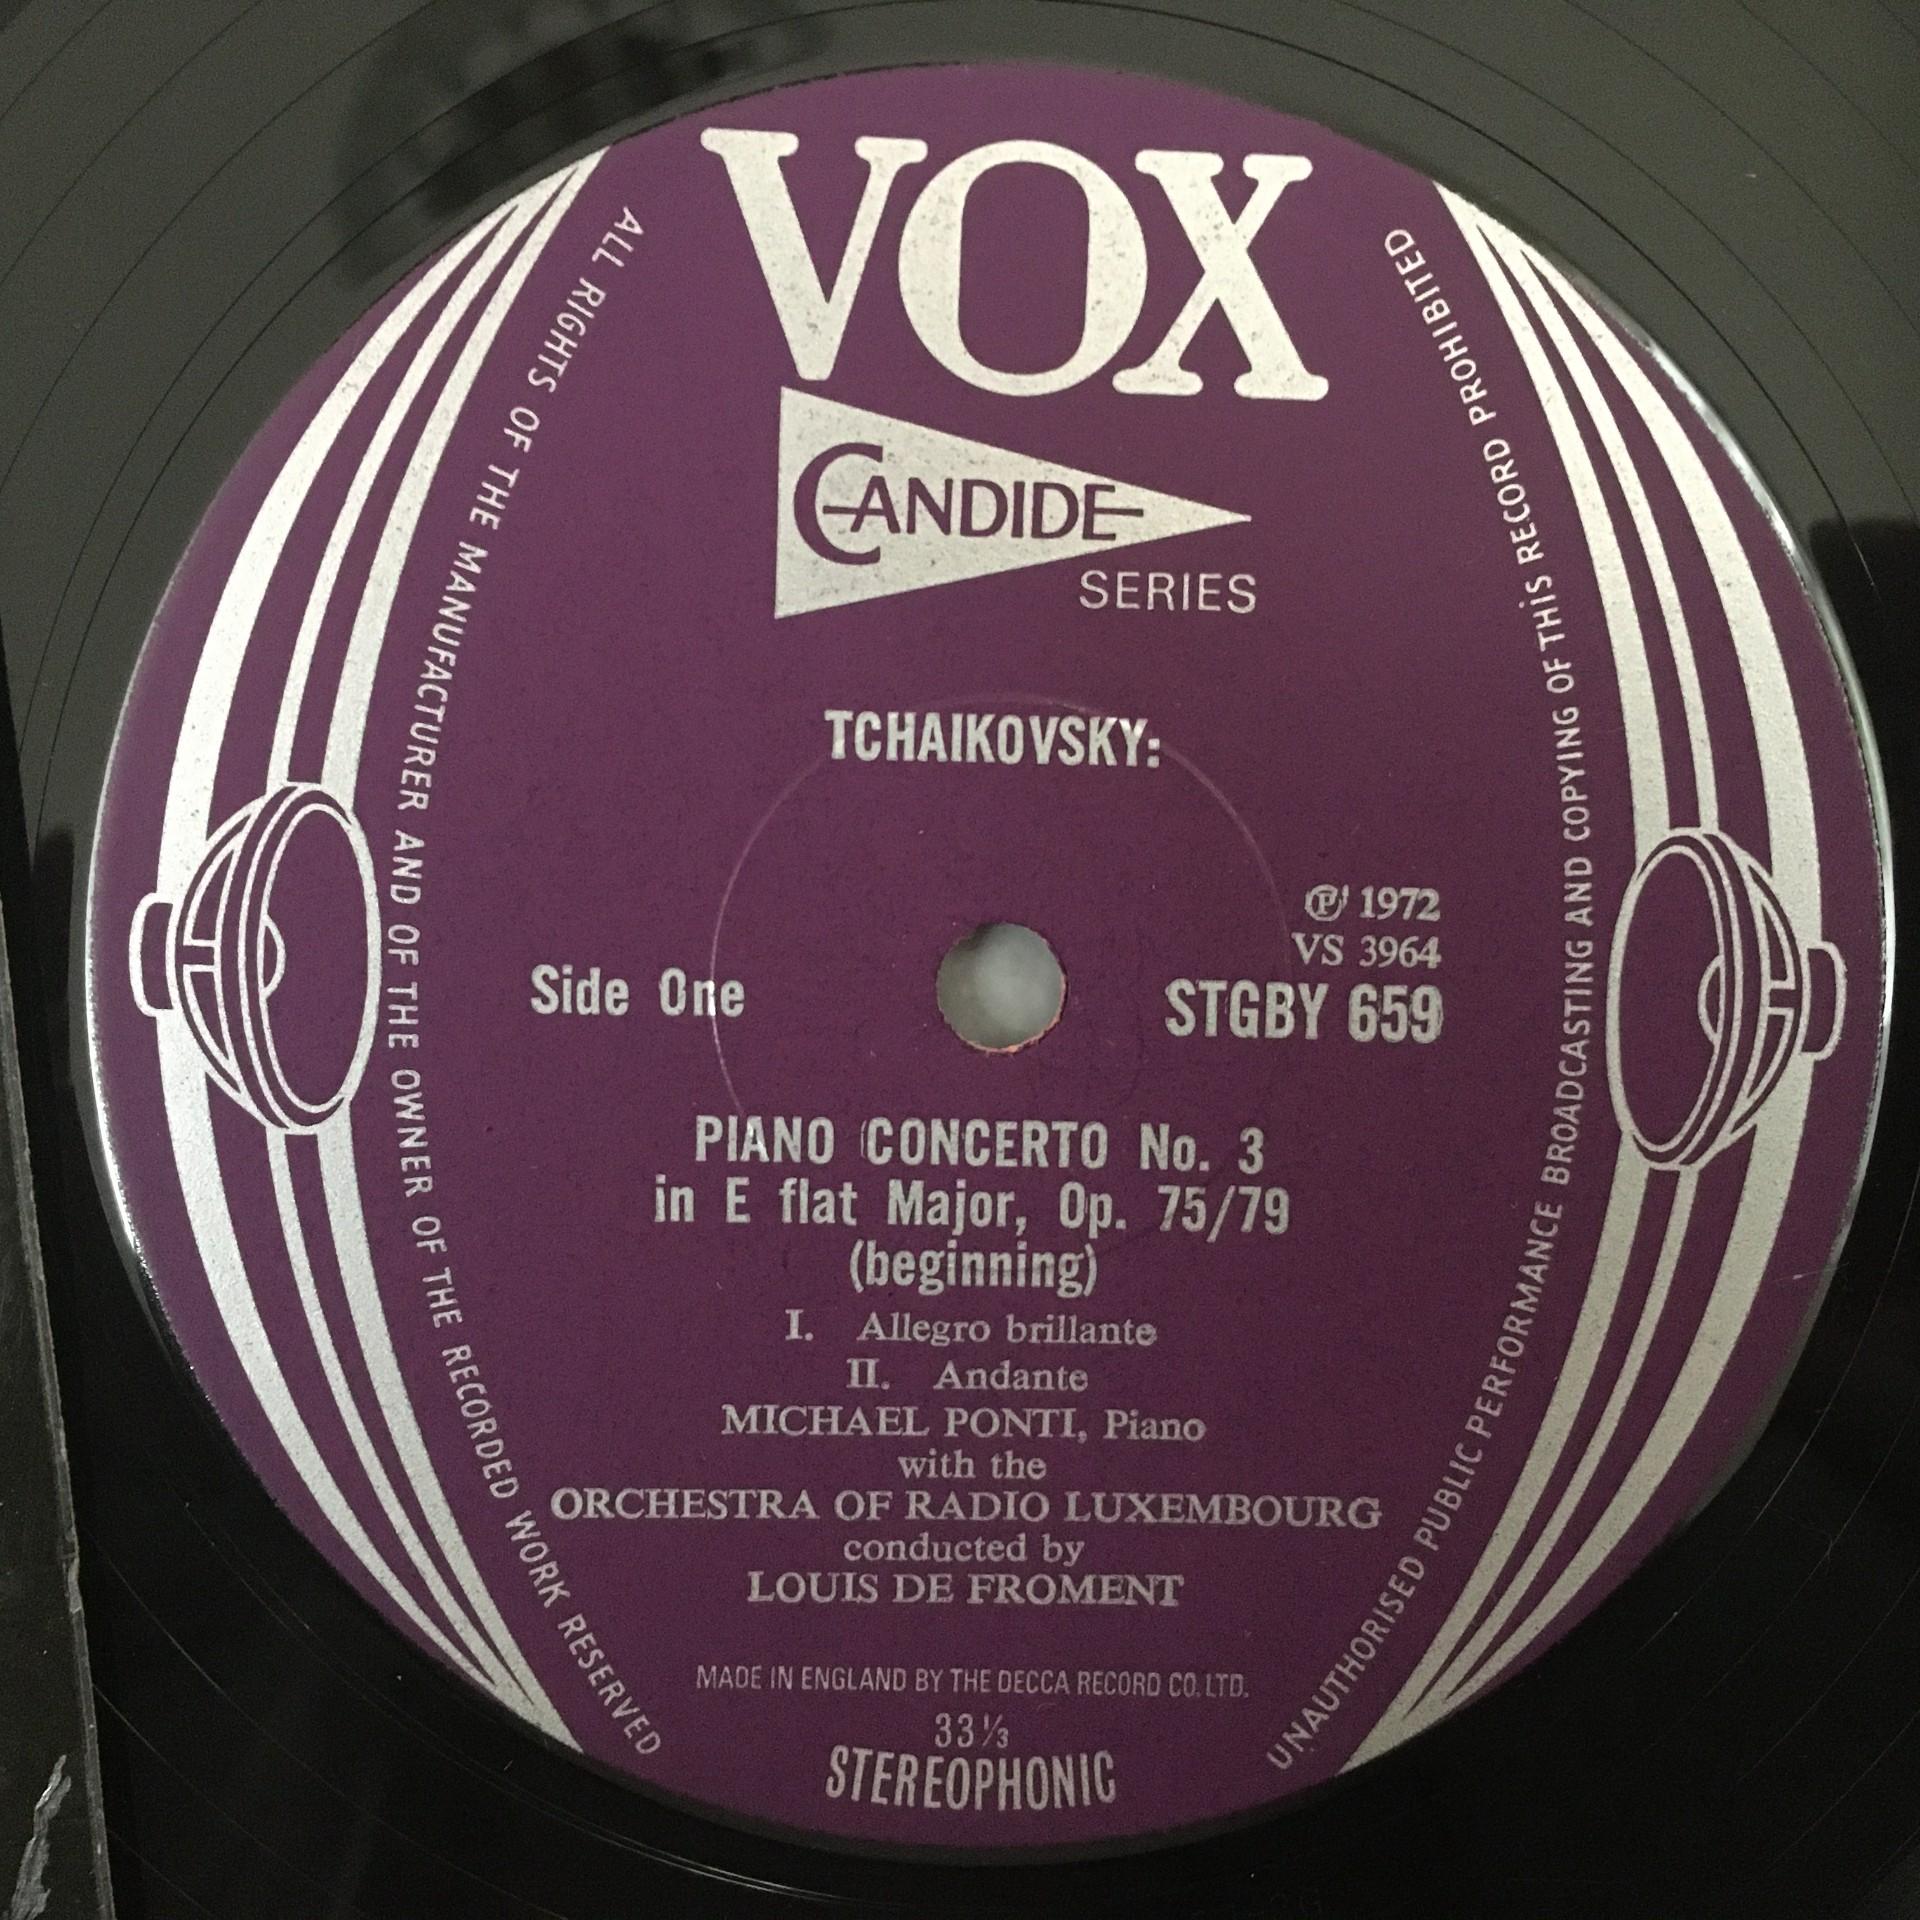 VOX
CANDIDE
SERIES
TCHAIKOVSKY:
℗ 1972
VS 3964
Side One
STGBY 659
PIANO CONCERTO No. 3
in E flat Major, Op. 75/79
(beginning)
I. Allegro brillante
II. Andante
MICHAEL PONTI, Piano
with the
ORCHESTRA OF RADIO LUXEMBOURG
conducted by
LOUIS DE FROMENT
MADE IN ENGLAND BY THE DECCA RECORD CO. LTD.
33⅓
STEREOPHONIC
ALL RIGHTS OF THE MANUFACTURER AND OF THE OWNER OF THE RECORDED WORK RESERVED
UNAUTHORISED PUBLIC PERFORMANCE BROADCASTING AND COPYING OF THIS RECORD PROHIBITED